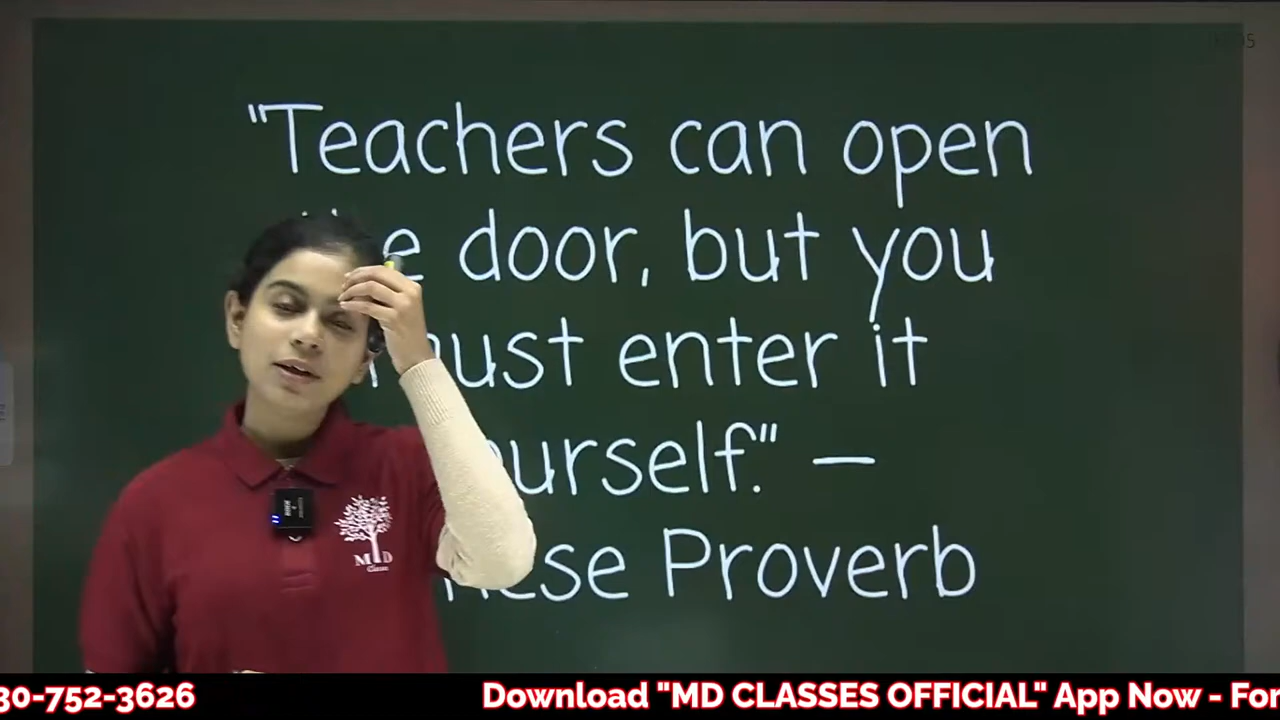 "Teachers can open
e door, but you
ust enter it
urself." —
ese Proverb
MD
Classes
30-752-3626 Download "MD CLASSES OFFICIAL" App Now - For